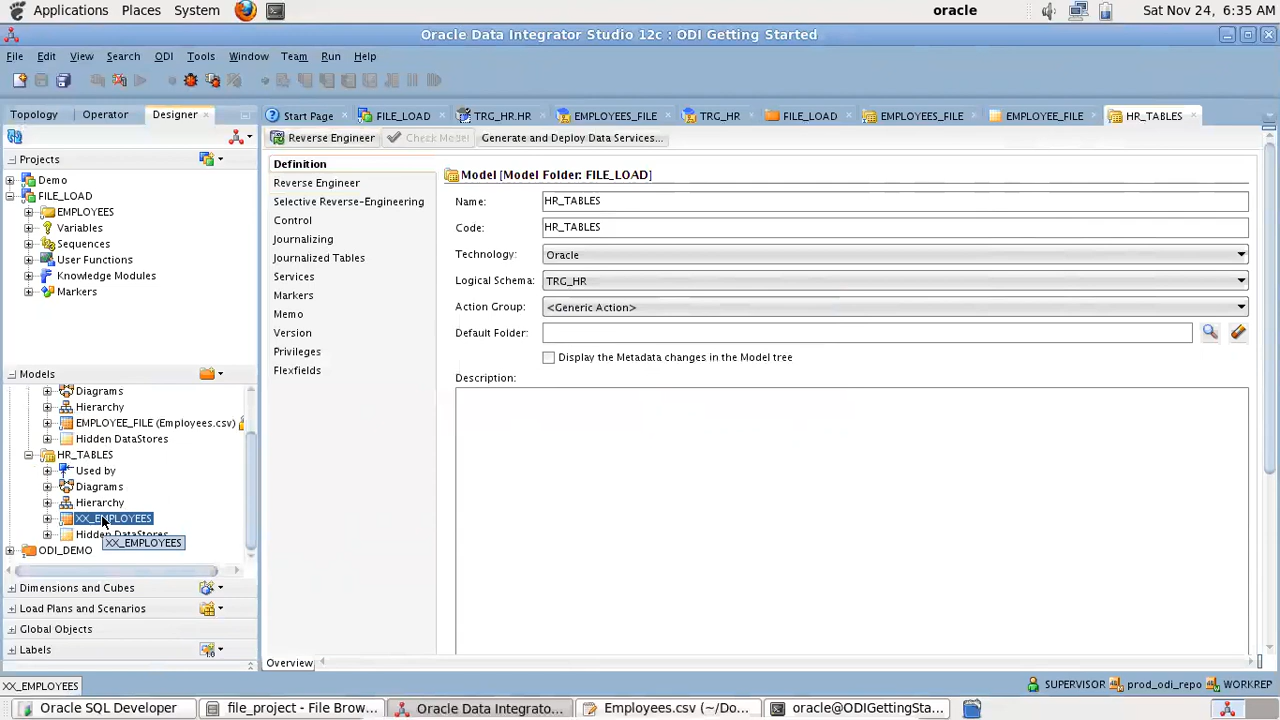 Applications Places System
oracle
Sat Nov 24, 6:35 AM
Oracle Data Integrator Studio 12c : ODI Getting Started
File Edit View Search ODI Tools Window Team Run Help
Topology Operator Designer
Start Page FILE_LOAD TRG_HR.HR EMPLOYEES_FILE TRG_HR FILE_LOAD EMPLOYEES_FILE EMPLOYEE_FILE HR_TABLES
Reverse Engineer Check Model Generate and Deploy Data Services...
Projects
Demo
FILE_LOAD
EMPLOYEES
Variables
Sequences
User Functions
Knowledge Modules
Markers
Models
Diagrams
Hierarchy
EMPLOYEE_FILE (Employees.csv)
Hidden DataStores
HR_TABLES
Used by
Diagrams
Hierarchy
XX_EMPLOYEES
Hidden DataStores
XX_EMPLOYEES
ODI_DEMO
Dimensions and Cubes
Load Plans and Scenarios
Global Objects
Labels
Definition
Reverse Engineer
Selective Reverse-Engineering
Control
Journalizing
Journalized Tables
Services
Markers
Memo
Version
Privileges
Flexfields
Model [Model Folder: FILE_LOAD]
Name: HR_TABLES
Code: HR_TABLES
Technology: Oracle
Logical Schema: TRG_HR
Action Group: <Generic Action>
Default Folder:
Display the Metadata changes in the Model tree
Description:
Overview
XX_EMPLOYEES
SUPERVISOR prod_odi_repo WORKREP
Oracle SQL Developer file_project - File Brow... Oracle Data Integrato... Employees.csv (~/Do... oracle@ODIGettingSta...